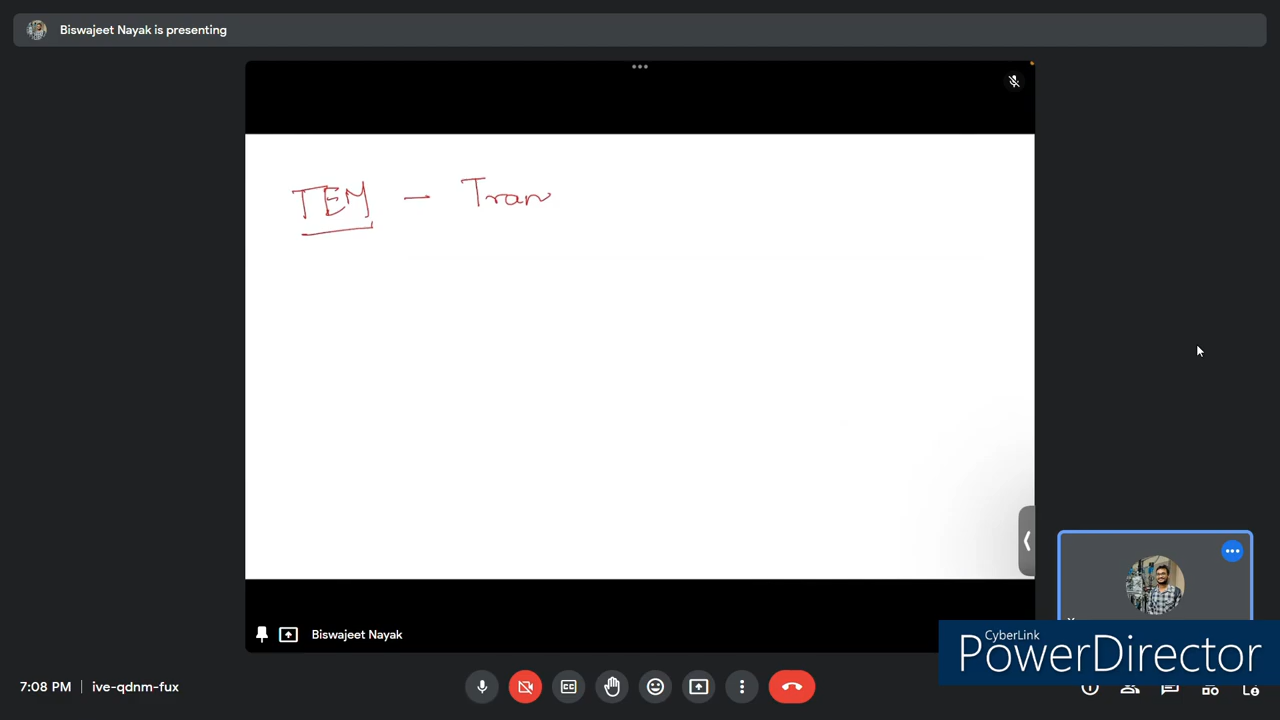 Biswajeet Nayak is presenting
TEM - Tran
Biswajeet Nayak
CyberLink
PowerDirector
7:08 PM | ive-qdnm-fux